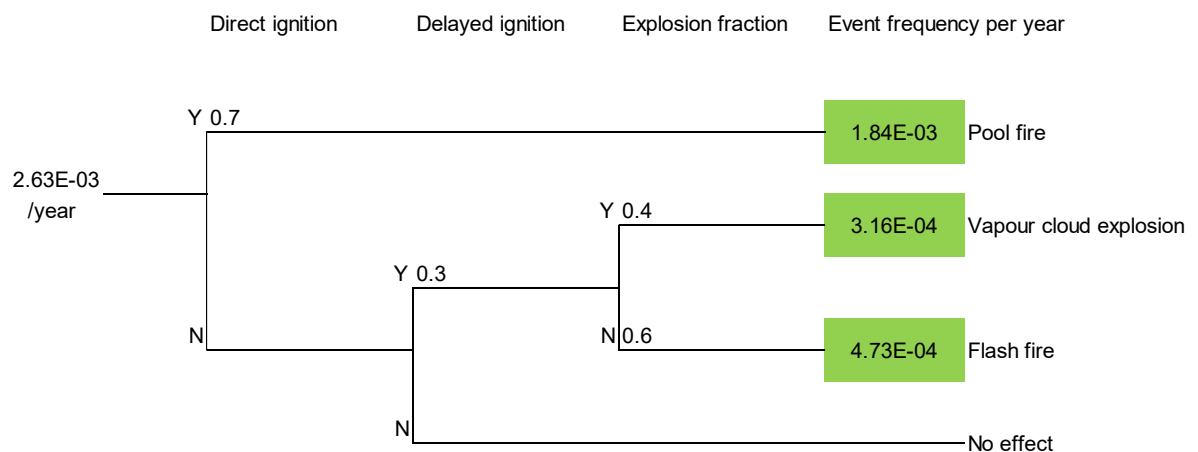 Direct ignition Delayed ignition Explosion fraction Event frequency per year
Y 0.7
1.84E-03 Pool fire
2.63E-03
/year
Y 0.4
3.16E-04 Vapour cloud explosion
Y 0.3
N
N 0.6
4.73E-04 Flash fire
N
No effect